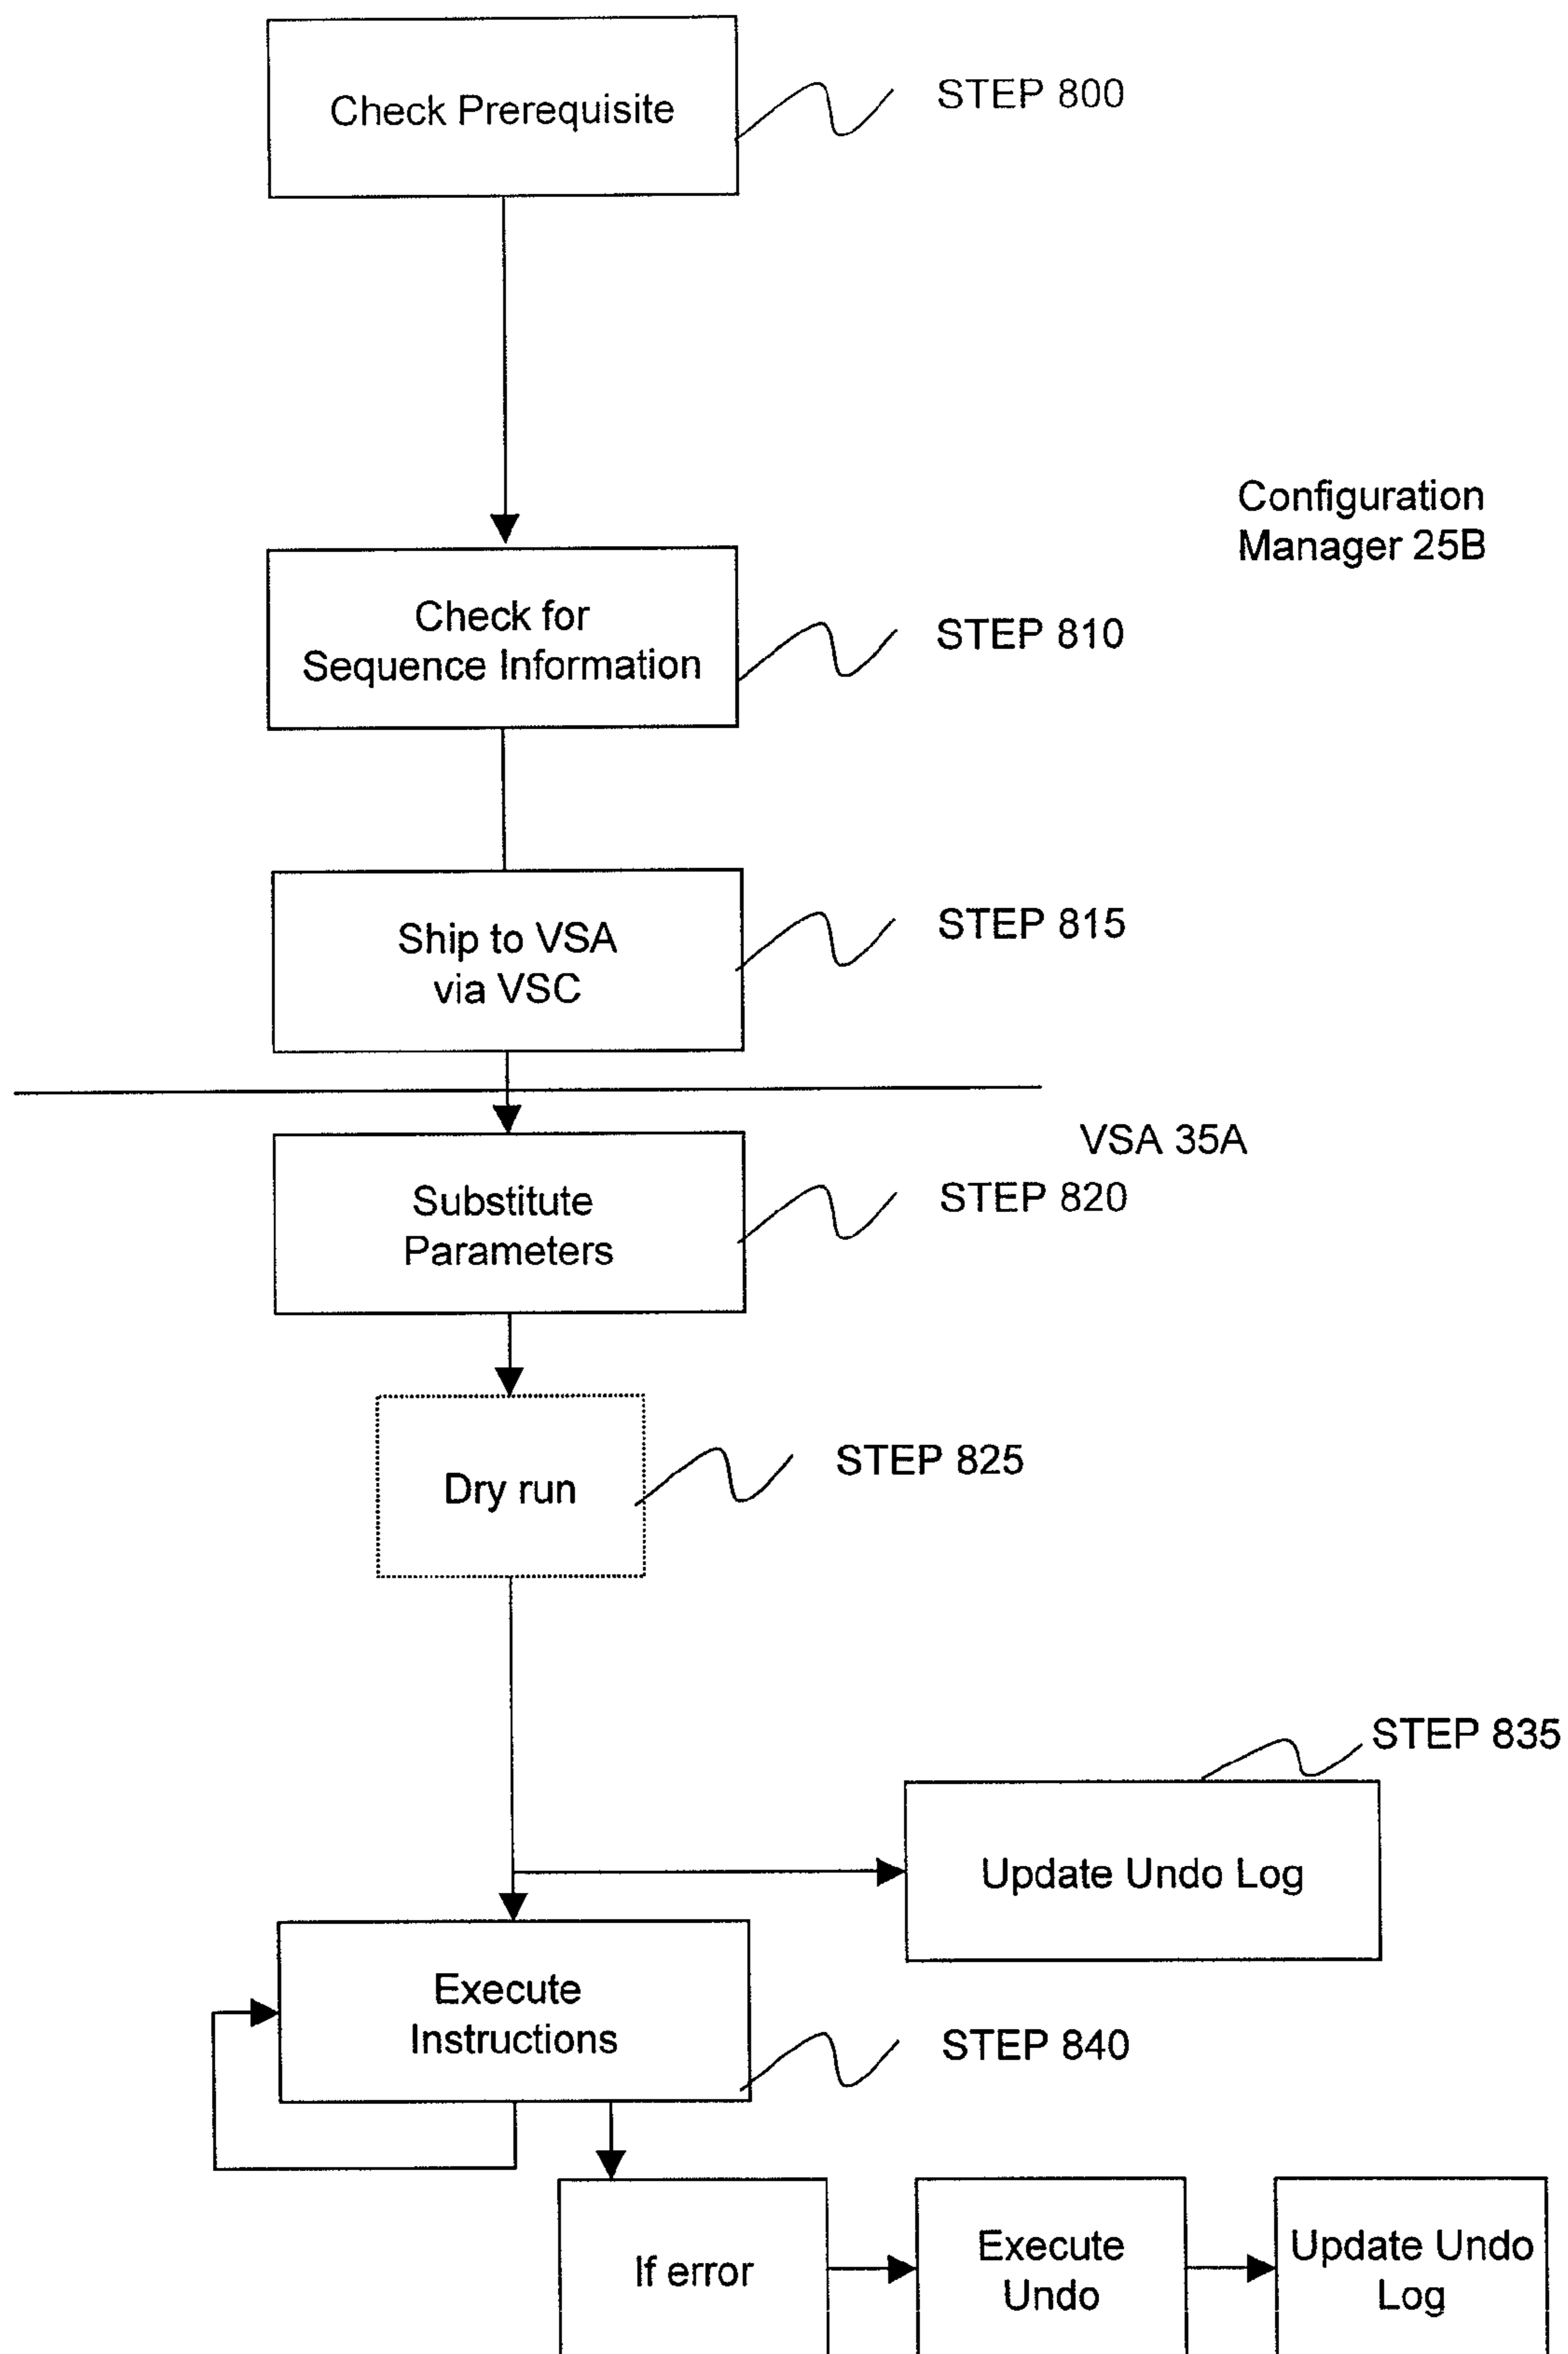 Check Prerequisite
STEP 800
Configuration
Manager 25B
Check for
Sequence Information
STEP 810
Ship to VSA
via VSC
STEP 815
VSA 35A
Substitute
Parameters
STEP 820
Dry run
STEP 825
STEP 835
Update Undo Log
Execute
Instructions
STEP 840
If error
Execute
Undo
Update Undo
Log